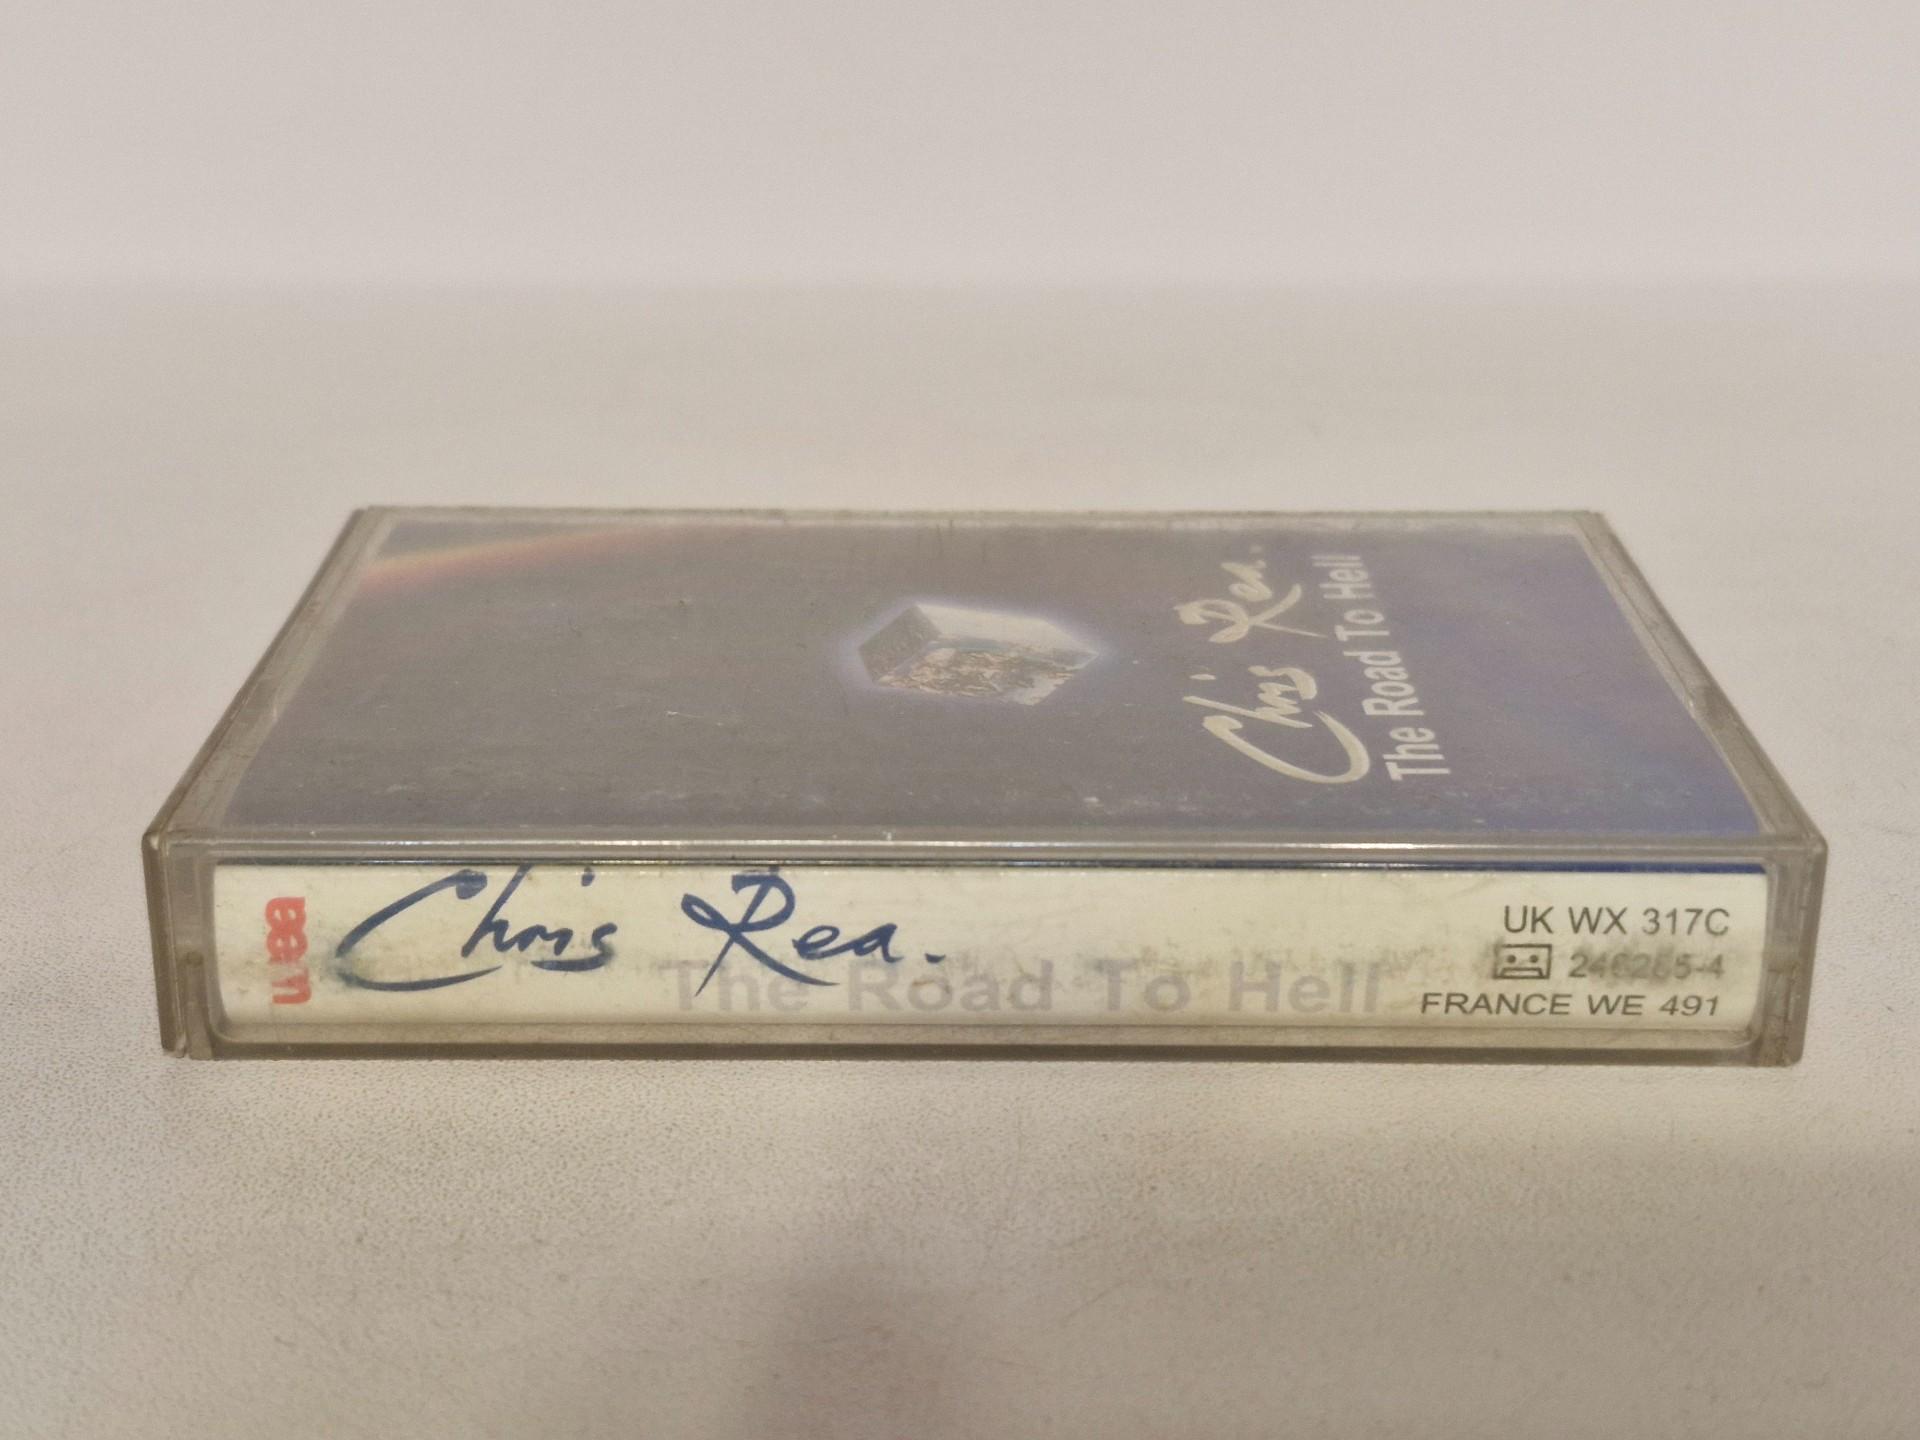 Chris Rea.
The Road To Hell
wea
Chris Rea.
The Road To Hell
UK WX 317C
246285-4
FRANCE WE 491